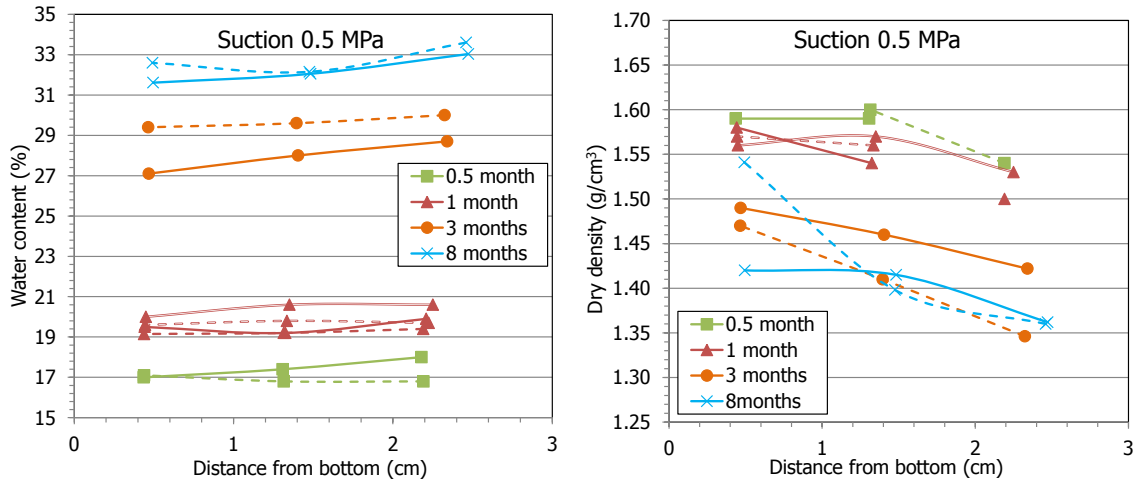 Suction 0.5 MPa
Water content (%)
35
33
31
29
27
25
23
21
19
17
15
0 1 2 3
Distance from bottom (cm)
0.5 month
1 month
3 months
8 months
Suction 0.5 MPa
Dry density (g/cm³)
1.70
1.65
1.60
1.55
1.50
1.45
1.40
1.35
1.30
1.25
0 1 2 3
Distance from bottom (cm)
0.5 month
1 month
3 months
8months